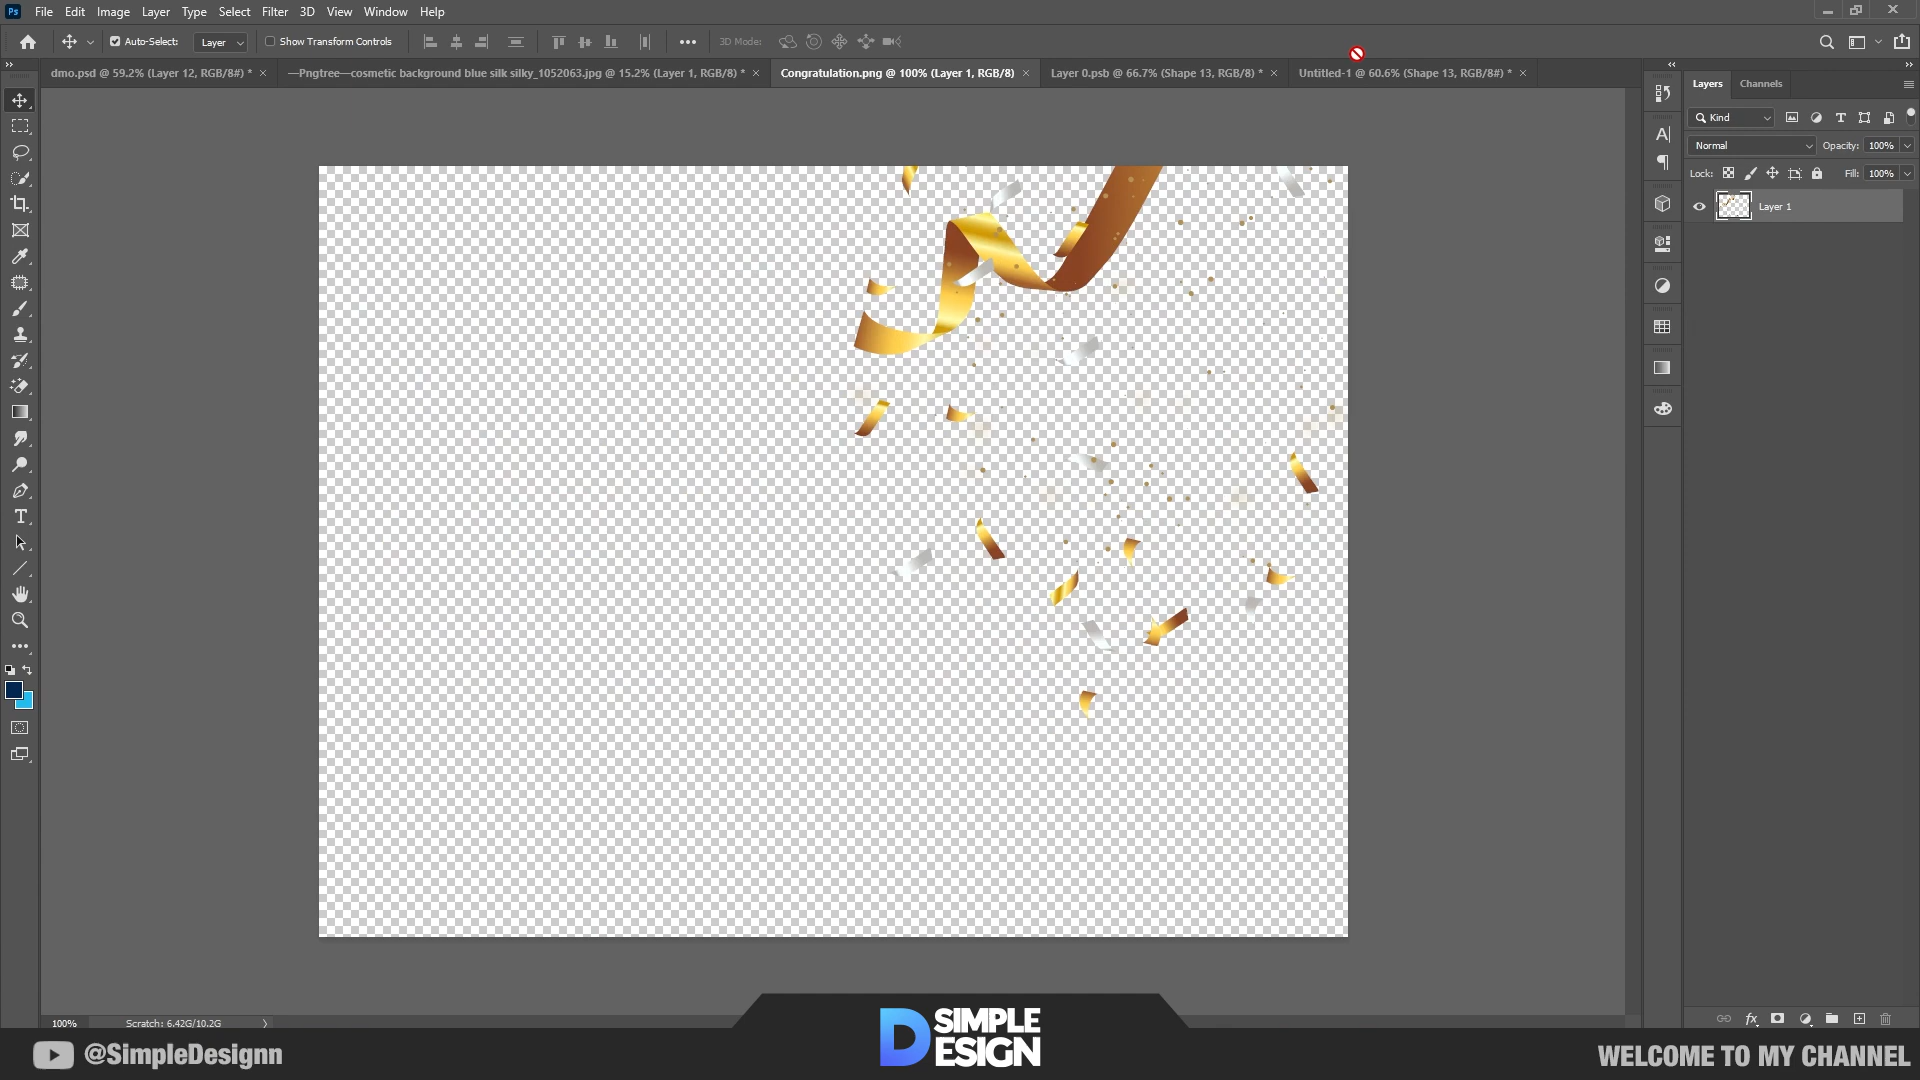 Ps File Edit Image Layer Type Select Filter 3D View Window Help
Auto-Select: Layer Show Transform Controls 3D Mode:
dmo.psd @ 59.2% (Layer 12, RGB/8#) *
—Pngtree—cosmetic background blue silk silky_1052063.jpg @ 15.2% (Layer 1, RGB/8) *
Congratulation.png @ 100% (Layer 1, RGB/8)
Layer 0.psb @ 66.7% (Shape 13, RGB/8) *
Untitled-1 @ 60.6% (Shape 13, RGB/8#) *
Layers Channels
Kind
Normal Opacity: 100%
Lock: Fill: 100%
Layer 1
100% Scratch: 6.42G/10.2G
@SimpleDesignn
D SIMPLE
ESIGN
WELCOME TO MY CHANNEL